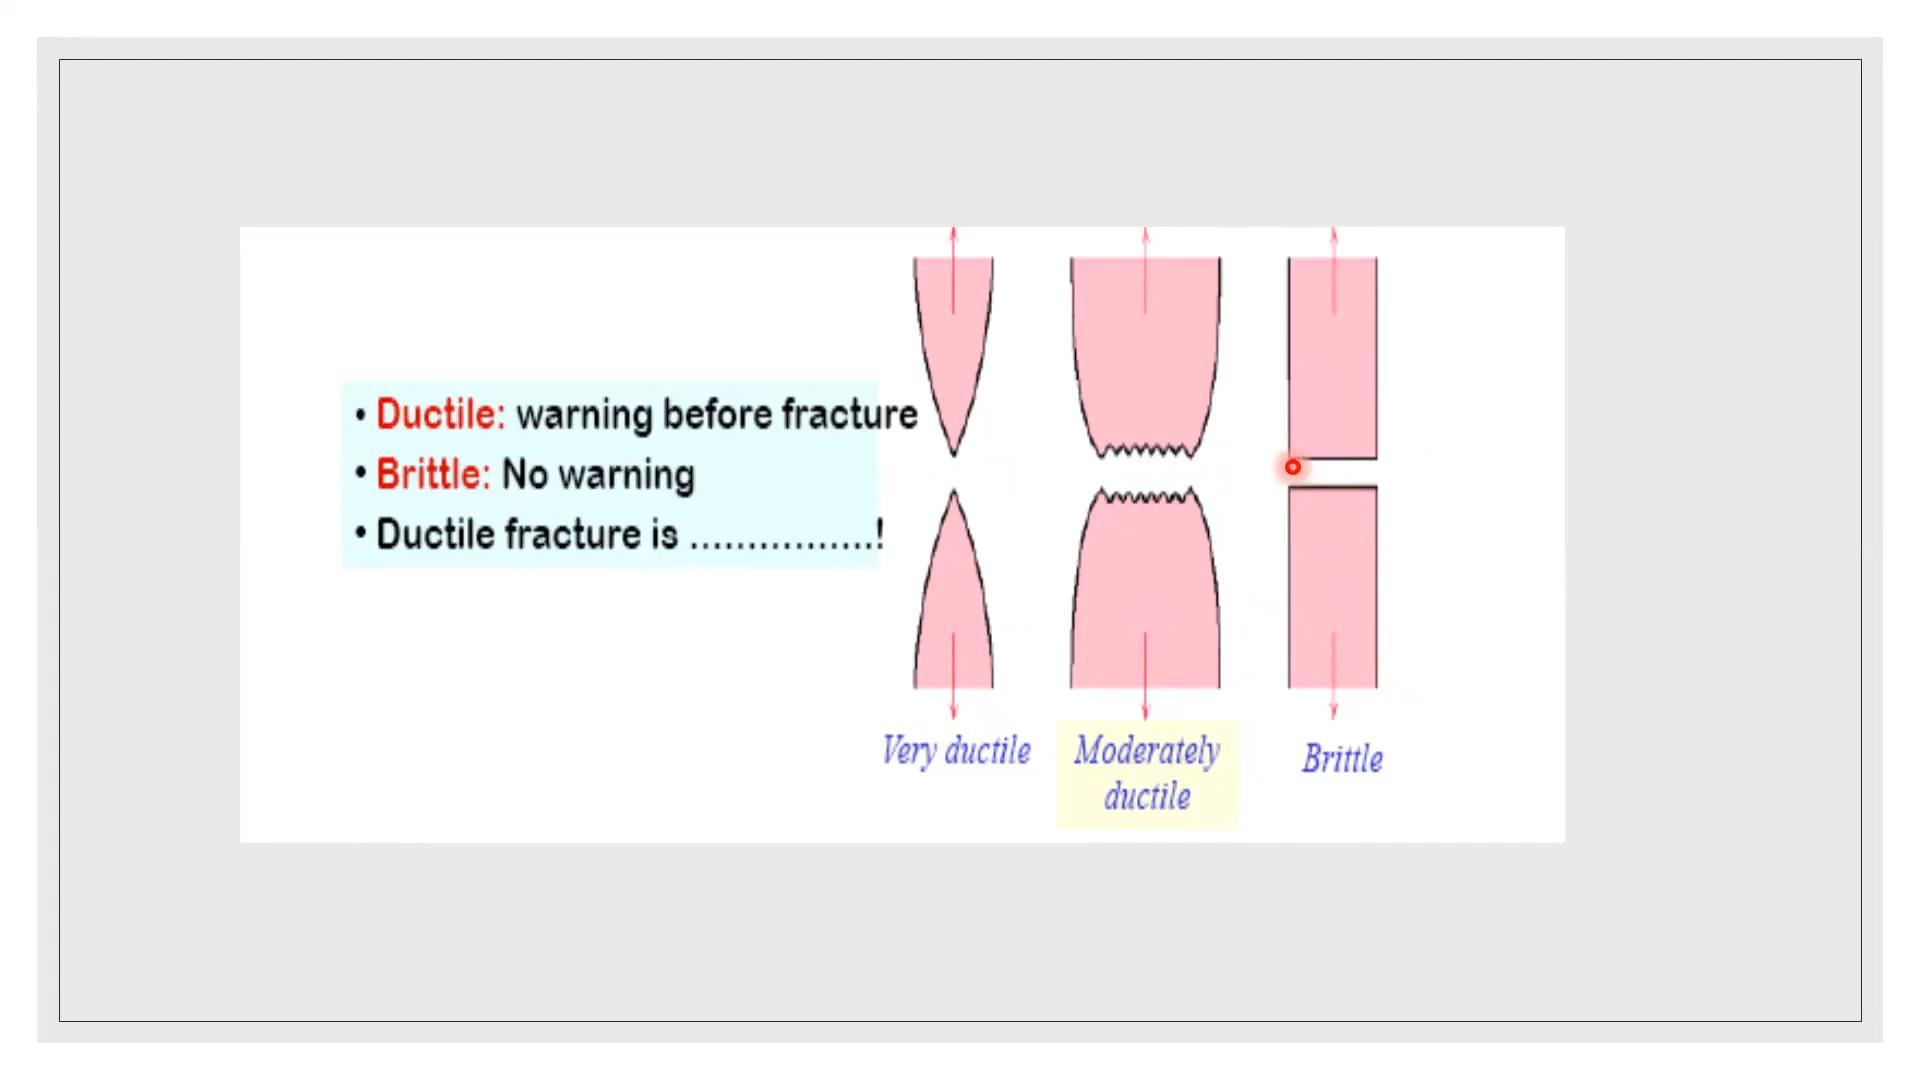 • Ductile: warning before fracture
• Brittle: No warning
• Ductile fracture is ................!
Very ductile
Moderately
ductile
Brittle